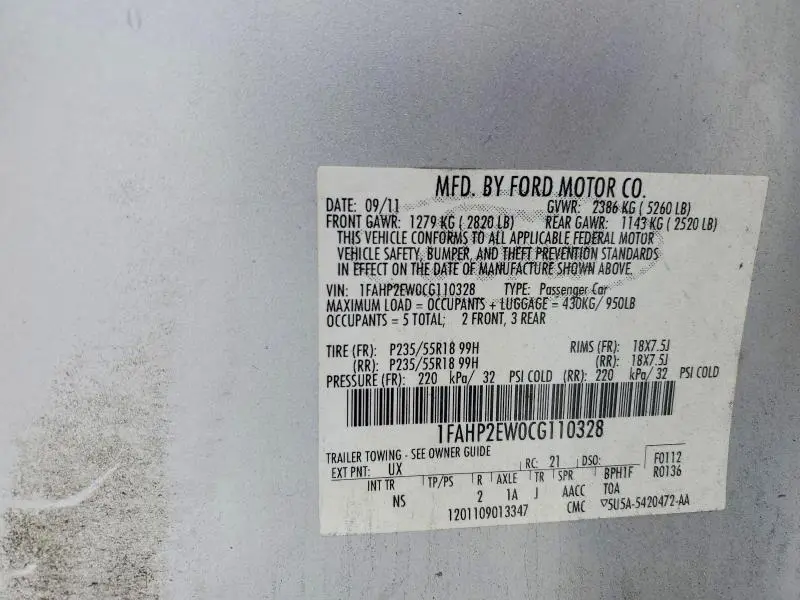 MFD. BY FORD MOTOR CO.
DATE: 09/11 GVWR: 2386 KG ( 5260 LB)
FRONT GAWR: 1279 KG ( 2820 LB) REAR GAWR: 1143 KG ( 2520 LB)
THIS VEHICLE CONFORMS TO ALL APPLICABLE FEDERAL MOTOR
VEHICLE SAFETY, BUMPER, AND THEFT PREVENTION STANDARDS
IN EFFECT ON THE DATE OF MANUFACTURE SHOWN ABOVE.
VIN: 1FAHP2EW0CG110328 TYPE: Passenger Car
MAXIMUM LOAD = OCCUPANTS + LUGGAGE = 430KG/ 950LB
OCCUPANTS = 5 TOTAL; 2 FRONT, 3 REAR
TIRE (FR): P235/55R18 99H RIMS (FR): 18X7.5J
(RR): P235/55R18 99H (RR): 18X7.5J
PRESSURE (FR): 220 kPa/ 32 PSI COLD (RR): 220 kPa/ 32 PSI COLD
1FAHP2EW0CG110328
TRAILER TOWING - SEE OWNER GUIDE
EXT PNT: UX RC: 21 DSO: F0112
INT TR TP/PS R AXLE TR SPR BPH1F R0136
NS 2 1A J AACC TOA
1201109013347 CMC ▽5U5A-5420472-AA